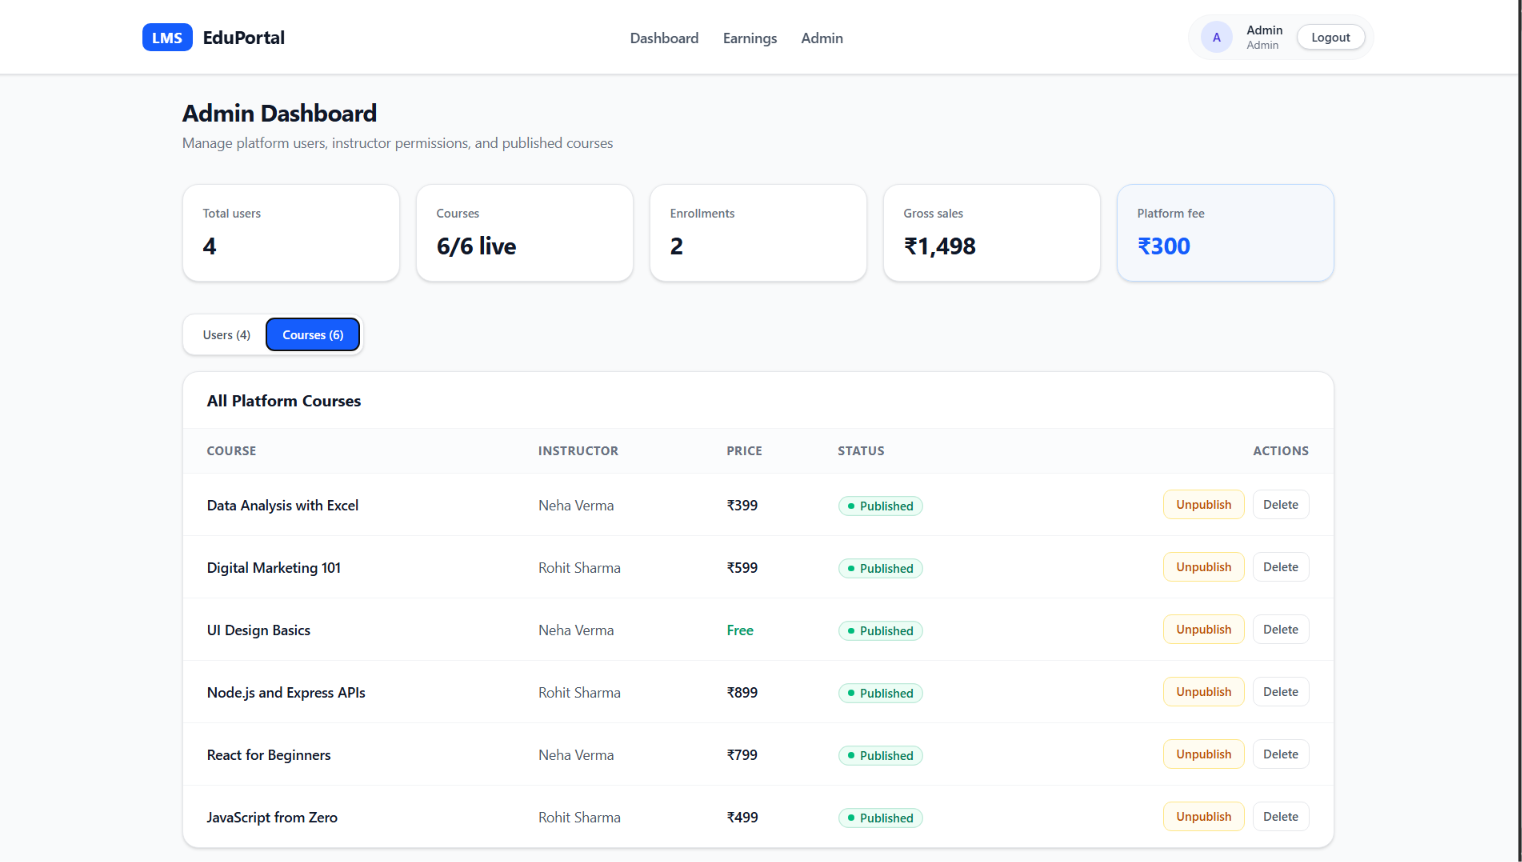 LMS EduPortal Dashboard Earnings Admin A Admin Logout
Admin
Admin Dashboard
Manage platform users, instructor permissions, and published courses
Total users Courses Enrollments Gross sales Platform fee
4 6/6 live 2 ₹1,498 ₹300
Users (4) Courses (6)
All Platform Courses
COURSE INSTRUCTOR PRICE STATUS ACTIONS
Data Analysis with Excel Neha Verma ₹399 Published Unpublish Delete
Digital Marketing 101 Rohit Sharma ₹599 Published Unpublish Delete
UI Design Basics Neha Verma Free Published Unpublish Delete
Node.js and Express APIs Rohit Sharma ₹899 Published Unpublish Delete
React for Beginners Neha Verma ₹799 Published Unpublish Delete
JavaScript from Zero Rohit Sharma ₹499 Published Unpublish Delete